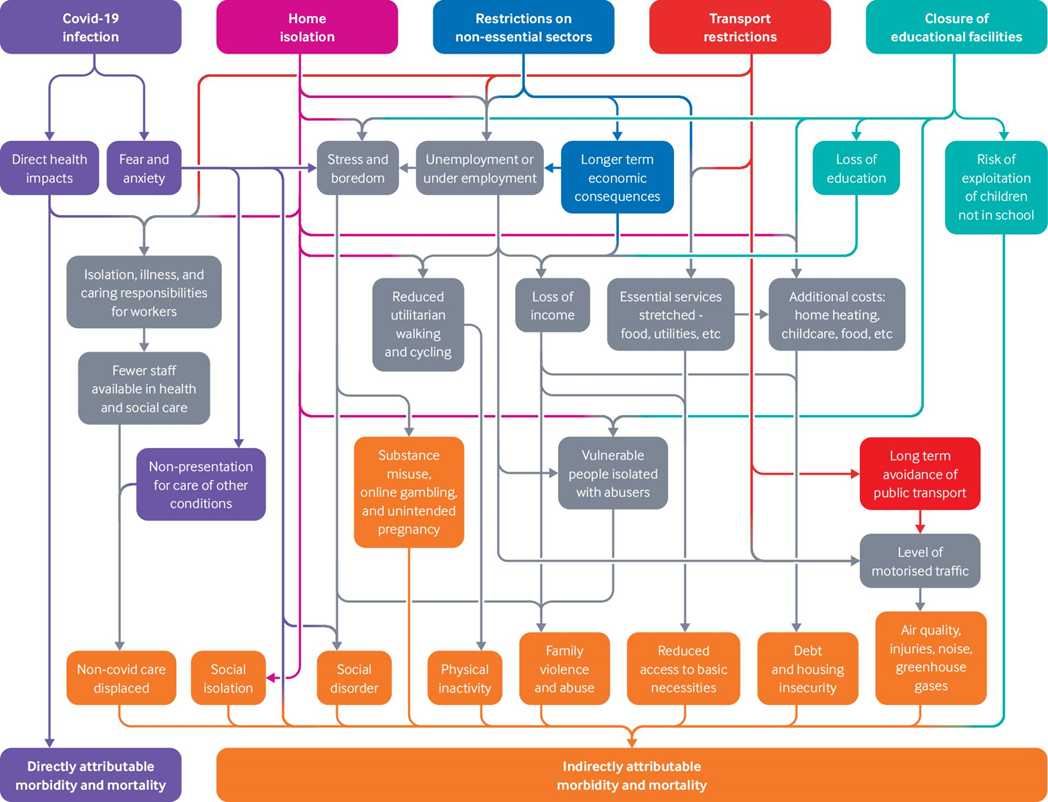 Covid-19
infection
Home
isolation
Restrictions on
non-essential sectors
Transport
restrictions
Closure of
educational facilities
Direct health
impacts
Fear and
anxiety
Stress and
boredom
Unemployment or
under employment
Longer term
economic
consequences
Loss of
education
Risk of
exploitation
of children
not in school
Isolation, illness, and
caring responsibilities
for workers
Reduced
utilitarian
walking
and cycling
Loss of
income
Essential services
stretched -
food, utilities, etc
Additional costs:
home heating,
childcare, food, etc
Fewer staff
available in health
and social care
Non-presentation
for care of other
conditions
Substance
misuse,
online gambling,
and unintended
pregnancy
Vulnerable
people isolated
with abusers
Long term
avoidance of
public transport
Level of
motorised traffic
Non-covid care
displaced
Social
isolation
Social
disorder
Physical
inactivity
Family
violence
and abuse
Reduced
access to basic
necessities
Debt
and housing
insecurity
Air quality,
injuries, noise,
greenhouse
gases
Directly attributable
morbidity and mortality
Indirectly attributable
morbidity and mortality